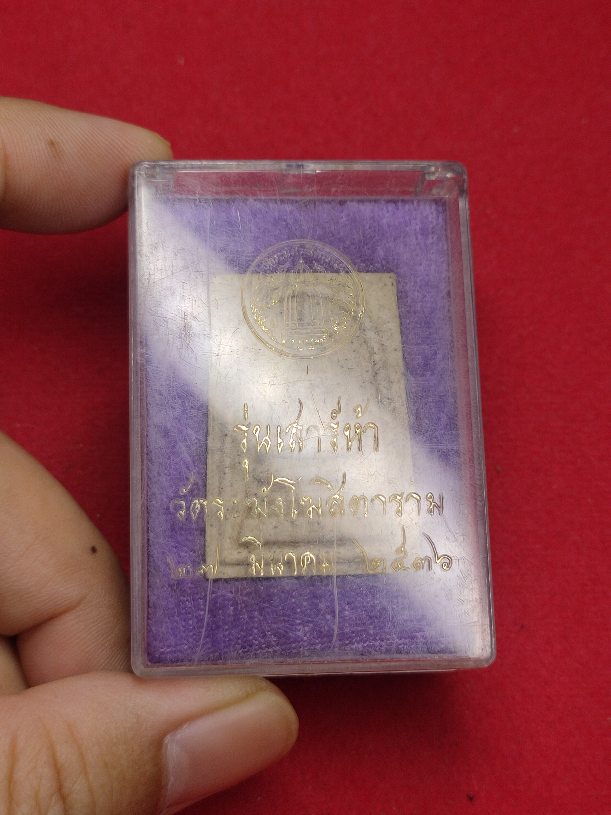 รุ่นเสาร์ห้า
วัดระฆังโฆสิตาราม
๒๗ มีนาคม ๒๕๓๖